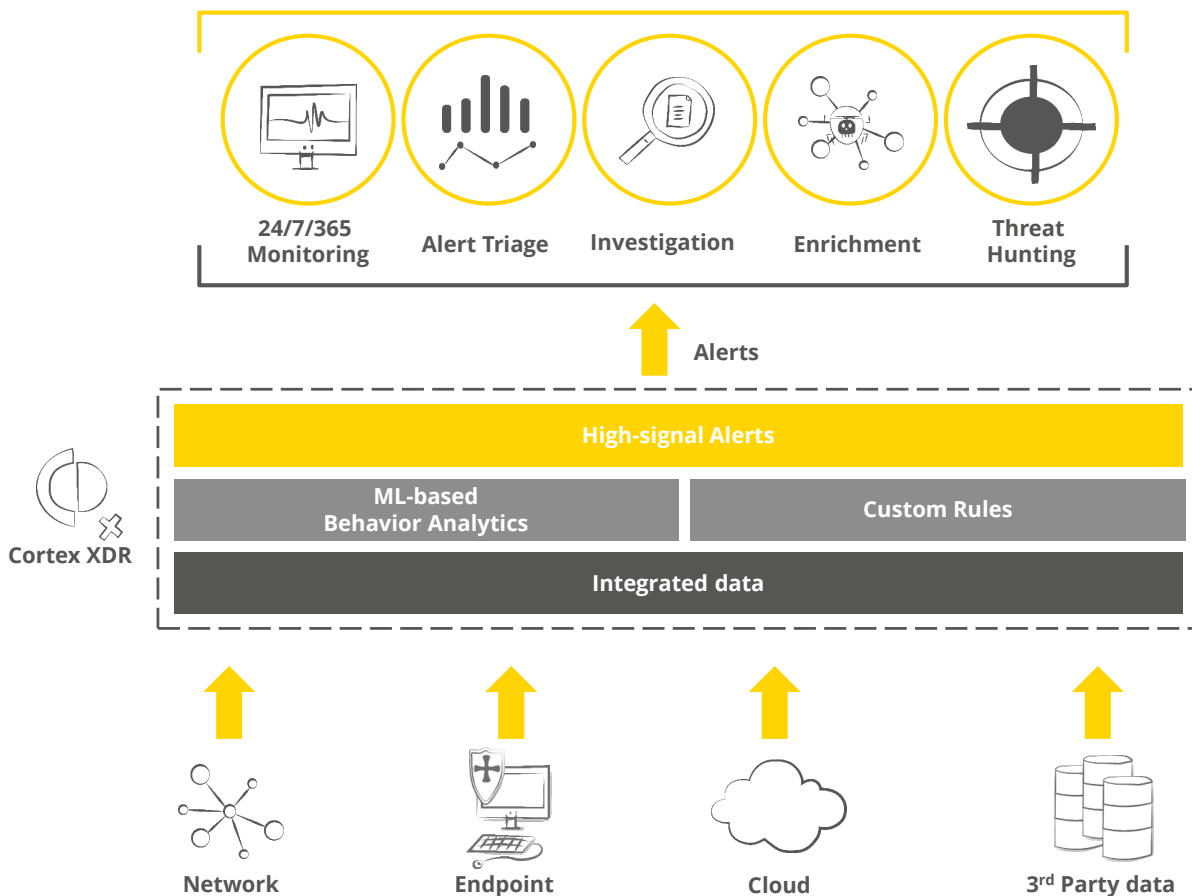 24/7/365
Monitoring
Alert Triage
Investigation
Enrichment
Threat
Hunting
Alerts
High-signal Alerts
ML-based
Behavior Analytics
Custom Rules
Cortex XDR
Integrated data
Network
Endpoint
Cloud
3rd Party data